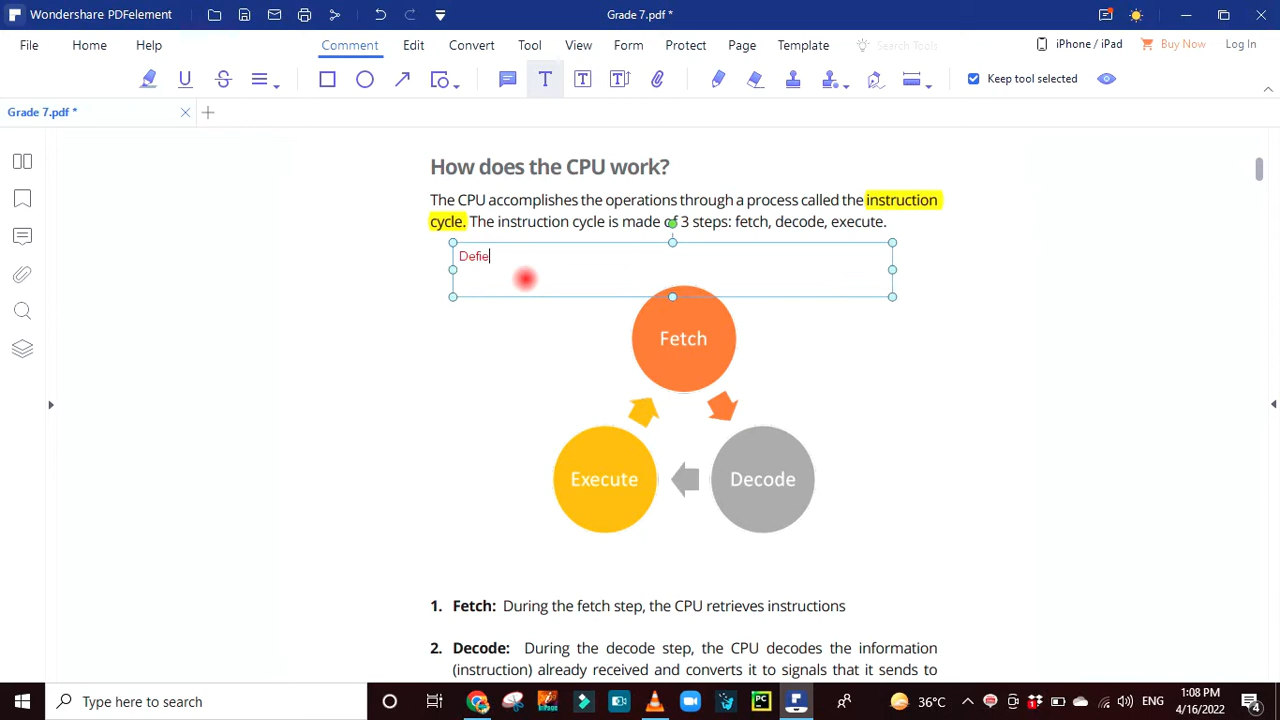 Wondershare PDFelement
Grade 7.pdf *
File Home Help Comment Edit Convert Tool View Form Protect Page Template Search Tools iPhone / iPad Buy Now Log In
Keep tool selected
Grade 7.pdf *
How does the CPU work?
The CPU accomplishes the operations through a process called the instruction
cycle. The instruction cycle is made of 3 steps: fetch, decode, execute.
Defie
Fetch
Execute
Decode
1. Fetch: During the fetch step, the CPU retrieves instructions
2. Decode: During the decode step, the CPU decodes the information
(instruction) already received and converts it to signals that it sends to
Type here to search
36°C
ENG
1:08 PM
4/16/2022
4